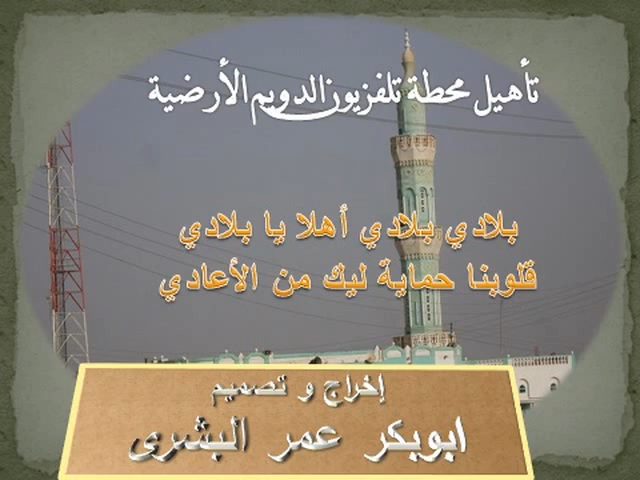 تأهيل محطة تلفزيون الدويم الأرضية
بلادي بلادي أهلا يا بلادي
قلوبنا حماية ليك من الأعادي
إخراج و تصميم
ابوبكر عمر البشرى